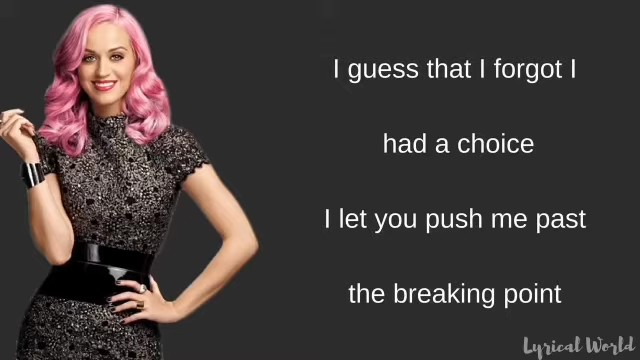 I guess that I forgot I
had a choice
I let you push me past
the breaking point
Lyrical World